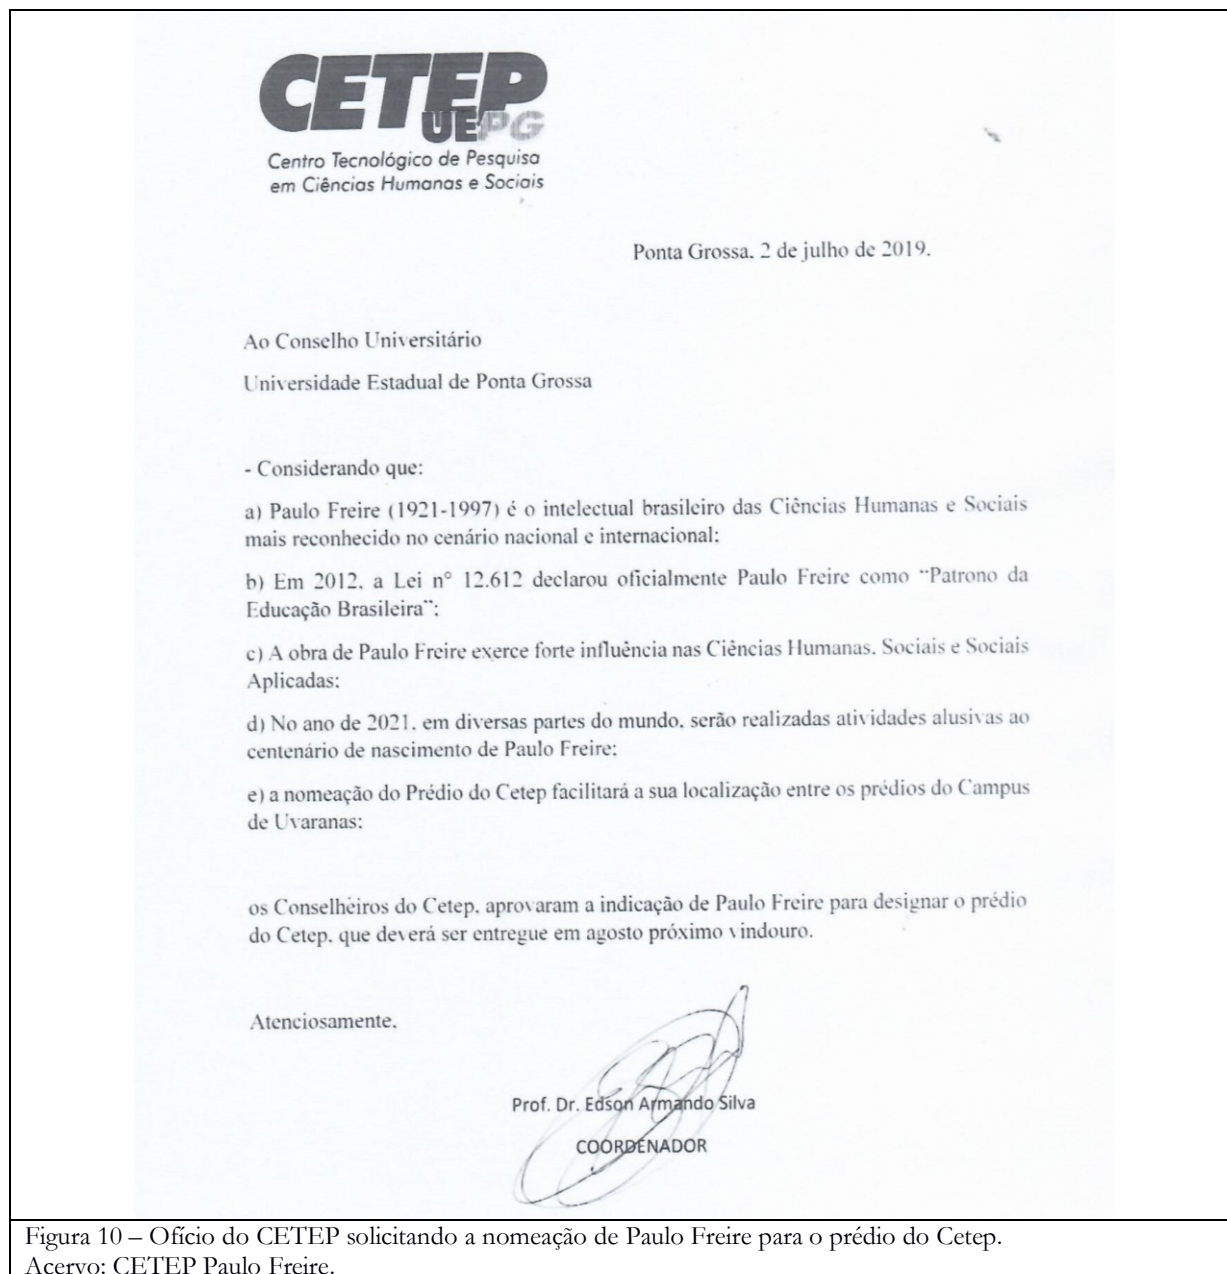 CETEP
UEPG
Centro Tecnológico de Pesquisa
em Ciências Humanas e Sociais
Ponta Grossa, 2 de julho de 2019.
Ao Conselho Universitário
Universidade Estadual de Ponta Grossa
- Considerando que:
a) Paulo Freire (1921-1997) é o intelectual brasileiro das Ciências Humanas e Sociais
mais reconhecido no cenário nacional e internacional;
b) Em 2012, a Lei n° 12.612 declarou oficialmente Paulo Freire como "Patrono da
Educação Brasileira";
c) A obra de Paulo Freire exerce forte influência nas Ciências Humanas, Sociais e Sociais
Aplicadas;
d) No ano de 2021, em diversas partes do mundo, serão realizadas atividades alusivas ao
centenário de nascimento de Paulo Freire;
e) a nomeação do Prédio do Cetep facilitará a sua localização entre os prédios do Campus
de Uvaranas;
os Conselheiros do Cetep, aprovaram a indicação de Paulo Freire para designar o prédio
do Cetep, que deverá ser entregue em agosto próximo vindouro.
Atenciosamente,
Prof. Dr. Edson Armando Silva
COORDENADOR
Figura 10 – Ofício do CETEP solicitando a nomeação de Paulo Freire para o prédio do Cetep.
Acervo: CETEP Paulo Freire.